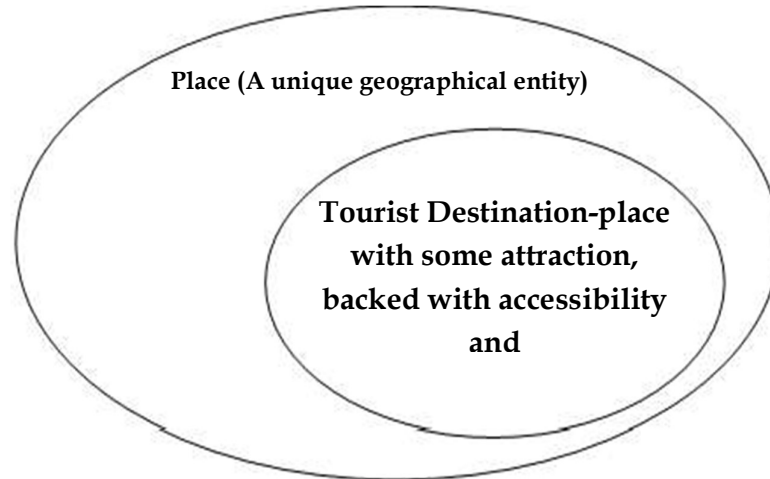 Place (A unique geographical entity)
Tourist Destination-place
with some attraction,
backed with accessibility
and